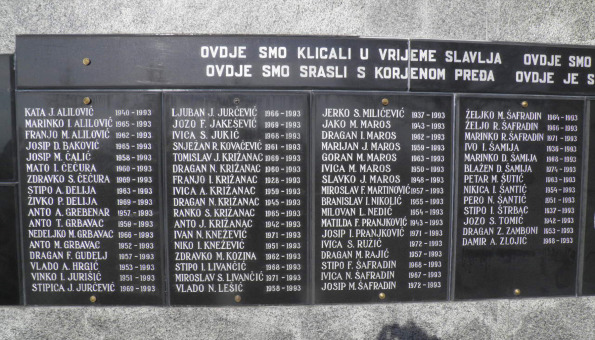 OVDJE SMO KLICALI U VRIJEME SLAVLJA OVDJE SMO
OVDJE SMO SRASLI S KORJENOM PREĐA OVDJE JE S
KATA J. ALILOVIĆ 1940-1993
MARINKO I. ALILOVIĆ 1965-1993
FRANJO M. ALILOVIĆ 1962-1993
JOSIP D. BAKOVIĆ 1965-1993
JOSIP M. ČALIĆ 1958-1993
MATO I. ČEČURA 1960-1993
ZDRAVKO S. ČEČURA 1969-1993
STIPO A. DELIJA 1963-1993
ŽIVKO P. DELIJA 1969-1993
ANTO A. GREBENAR 1957-1993
ANTO T. GRBAVAC 1959-1993
NEDELJKO M. GRBAVAC 1966-1993
ANTO M. GRBAVAC 1952-1993
DRAGAN F. GUDELJ 1957-1993
VLADO A. HRGIĆ 1953-1993
VINKO I. JURIŠIĆ 1951-1993
STIPICA J. JURČEVIĆ 1969-1993
LJUBAN J. JURČEVIĆ 1966-1993
JOZO F. JAKEŠEVIĆ 1969-1993
IVICA S. JUKIĆ 1968-1993
SNJEŽAN R. KOVAČEVIĆ 1961-1993
TOMISLAV J. KRIŽANAC 1969-1993
DRAGAN N. KRIŽANAC 1960-1993
FRANJO I. KRIŽANAC 1928-1993
IVICA A. KRIŽANAC 1959-1993
DRAGAN N. KRIŽANAC 1945-1993
RANKO S. KRIŽANAC 1965-1993
ANTO J. KRIŽANAC 1942-1993
IVAN N. KNEŽEVIĆ 1971-1993
NIKO I. KNEŽEVIĆ 1951-1993
ZDRAVKO M. KOZINA 1962-1993
STIPO I. LIVANČIĆ 1968-1993
MIROSLAV S. LIVANČIĆ 1971-1993
VLADO N. LEŠIĆ 1958-1993
JERKO S. MILIČEVIĆ 1937-1993
JAKO M. MAROS 1943-1993
DRAGAN I. MAROS 1962-1993
MARIJAN J. MAROS 1959-1993
GORAN M. MAROS 1963-1993
IVICA M. MAROS 1950-1993
SLAVKO J. MAROS 1948-1993
MIROSLAV F. MARTINOVIĆ 1957-1993
BRANISLAV I. NIKOLIĆ 1955-1993
MILOVAN L. NEDIĆ 1954-1993
MATILDA F. PRANJKOVIĆ 1943-1993
JOSIP I. PRANJKOVIĆ 1971-1993
IVICA S. RUŽIĆ 1972-1993
DRAGAN M. RAJIĆ 1957-1993
STIPO F. ŠAFRADIN 1968-1993
IVICA N. ŠAFRADIN 1967-1993
JOSIP M. ŠAFRADIN 1972-1993
ŽELJKO M. ŠAFRADIN 1964-1993
ŽELJO R. ŠAFRADIN 1966-1993
MARINKO R. ŠAFRADIN 1971-1993
IVO I. ŠAMIJA 1936-1993
MARINKO D. ŠAMIJA 1968-1993
BLAŽEN D. ŠAMIJA 1974-1993
PETAR M. ŠUTIĆ 1963-1993
NIKICA I. ŠANTIĆ 1954-1993
PERO N. ŠANTIĆ 1951-1993
STIPO I. ŠTRBAC 1937-1993
JOZO S. TOMIĆ 1942-1993
DRAGAN Z. ZAMBONI 1953-1993
DAMIR A. ZLOJIĆ 1968-1993